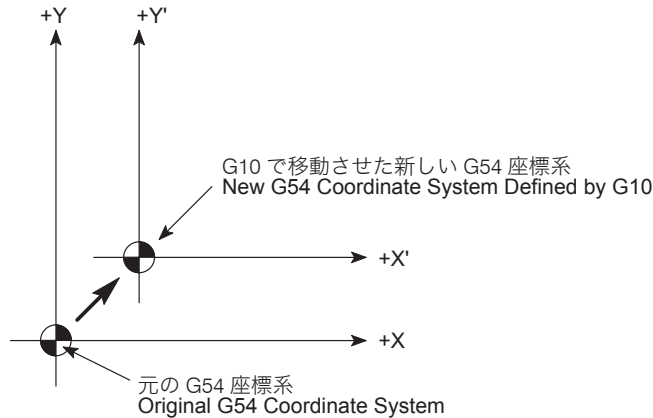 +Y
+Y'
G10 で移動させた新しい G54 座標系
New G54 Coordinate System Defined by G10
+X'
+X
元の G54 座標系
Original G54 Coordinate System